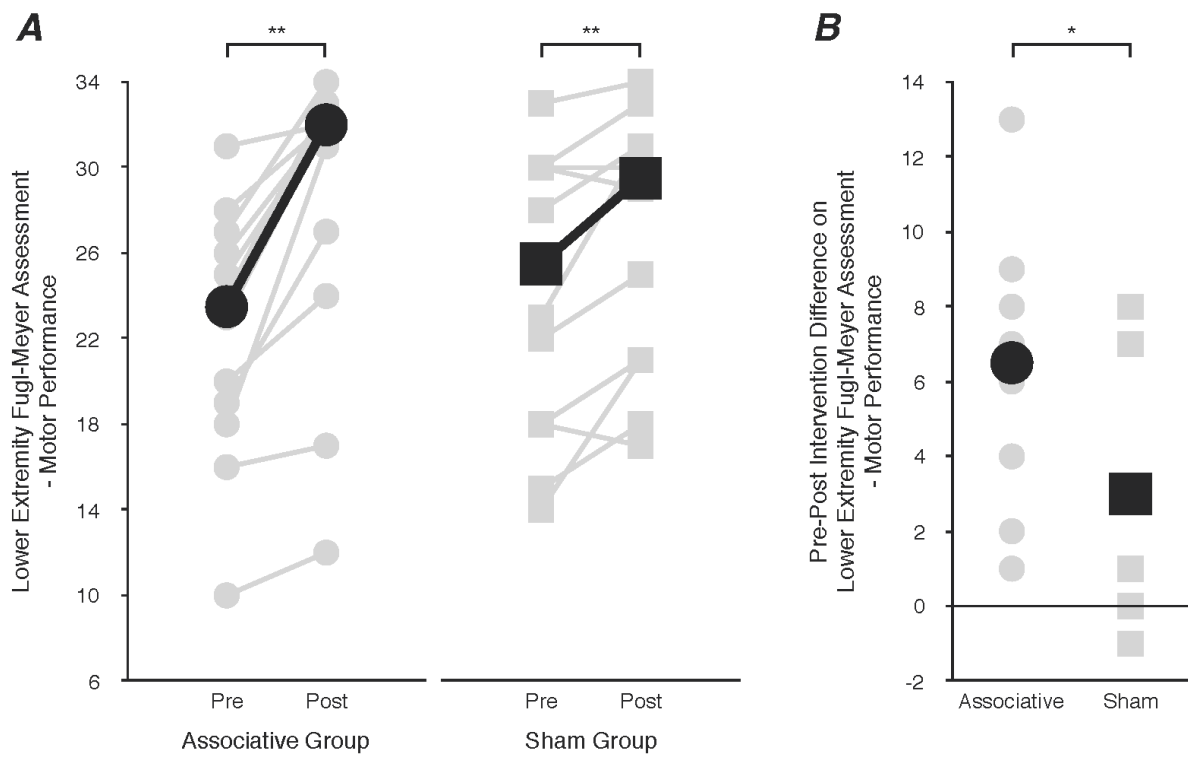 A
**
**
Lower Extremity Fugl-Meyer Assessment
- Motor Performance
34
30
26
22
18
14
10
6
Pre
Post
Pre
Post
Associative Group
Sham Group
B
*
Pre-Post Intervention Difference on
Lower Extremity Fugl-Meyer Assessment
- Motor Performance
14
12
10
8
6
4
2
0
-2
Associative
Sham